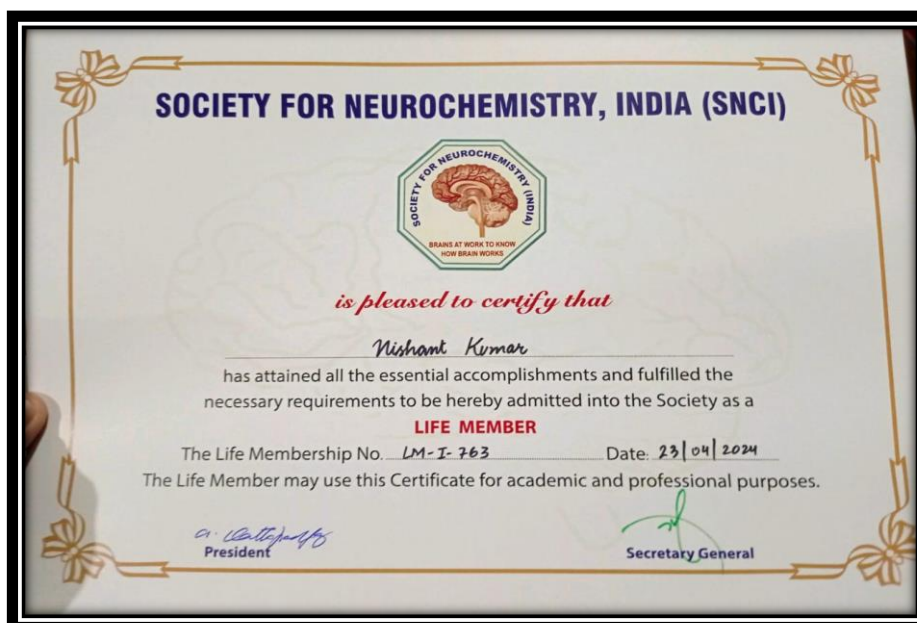 SOCIETY FOR NEUROCHEMISTRY, INDIA (SNCI)
SOCIETY FOR NEUROCHEMISTRY (INDIA)
BRAINS AT WORK TO KNOW
HOW BRAIN WORKS
is pleased to certify that
Nishant Kumar
has attained all the essential accomplishments and fulfilled the
necessary requirements to be hereby admitted into the Society as a
LIFE MEMBER
The Life Membership No. LM-I-763 Date: 23/04/2024
The Life Member may use this Certificate for academic and professional purposes.
President Secretary General